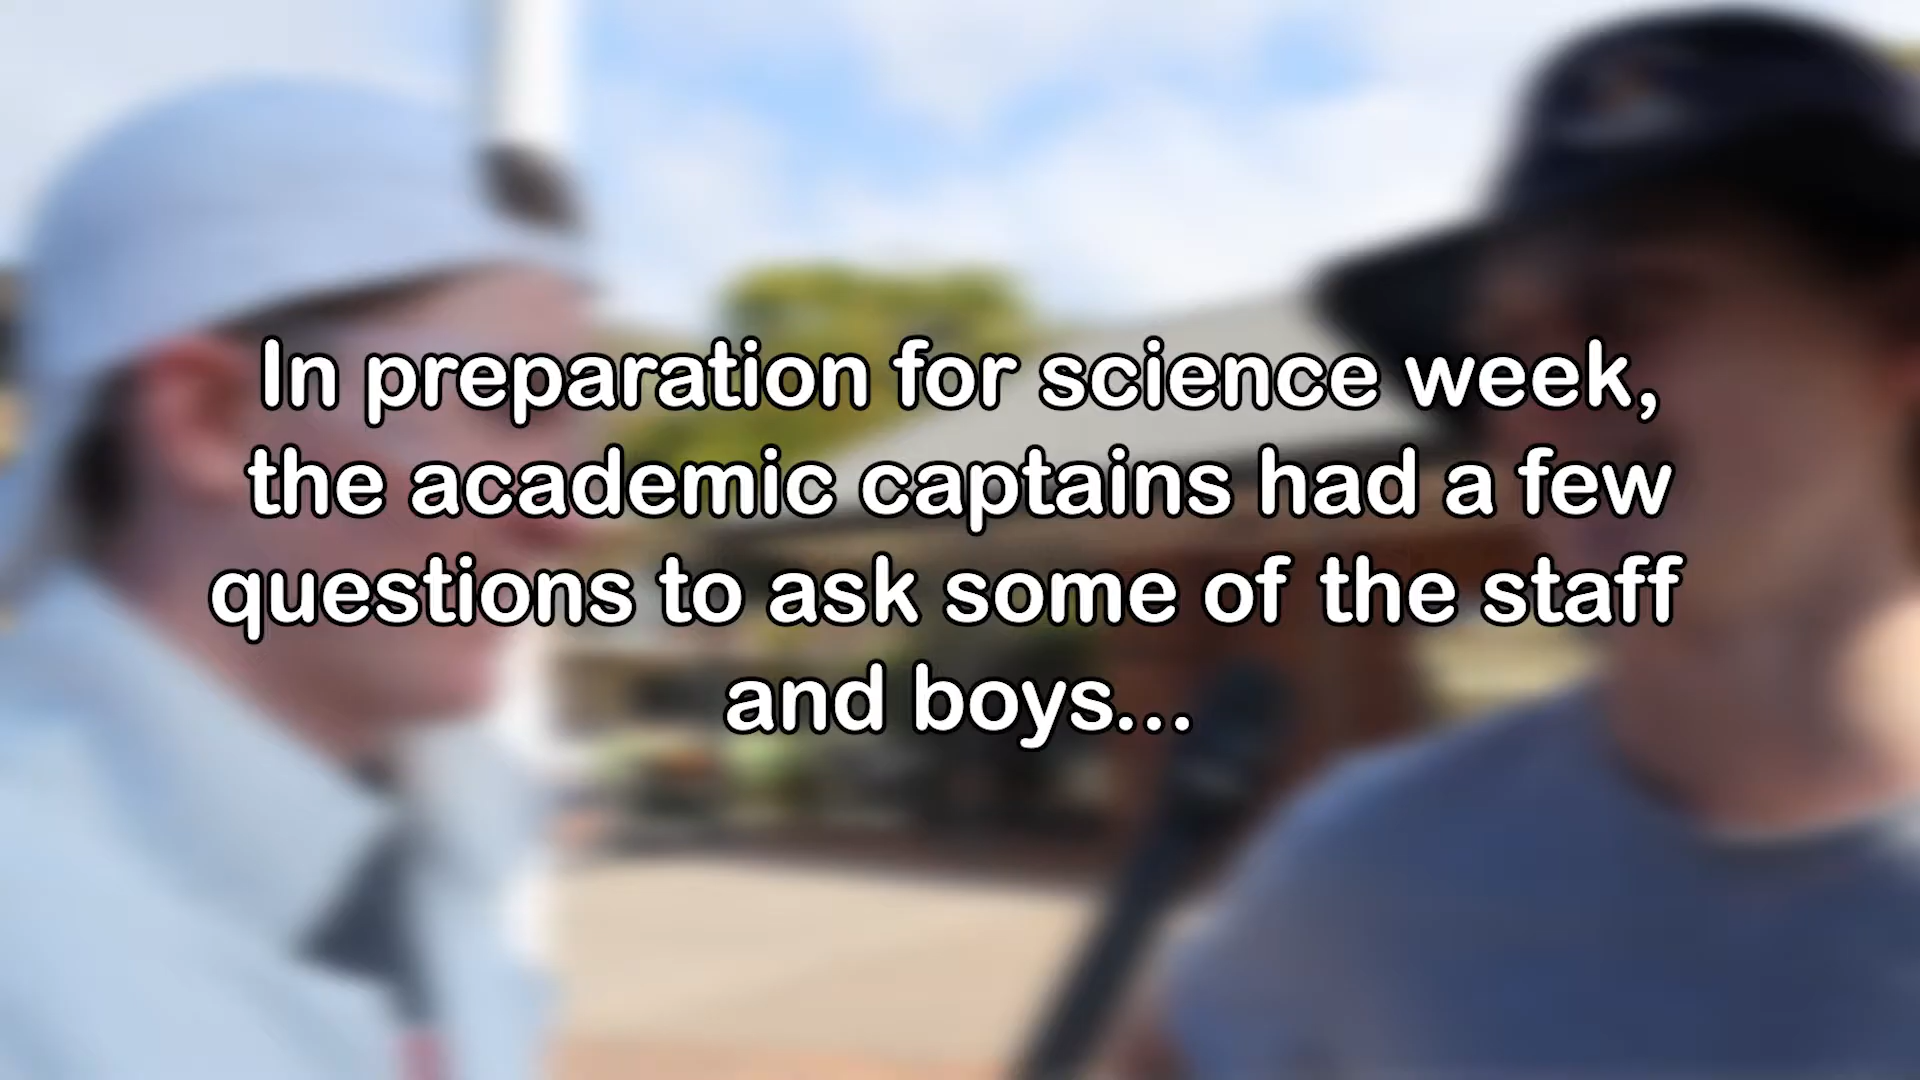 In preparation for science week,
the academic captains had a few
questions to ask some of the staff
and boys...